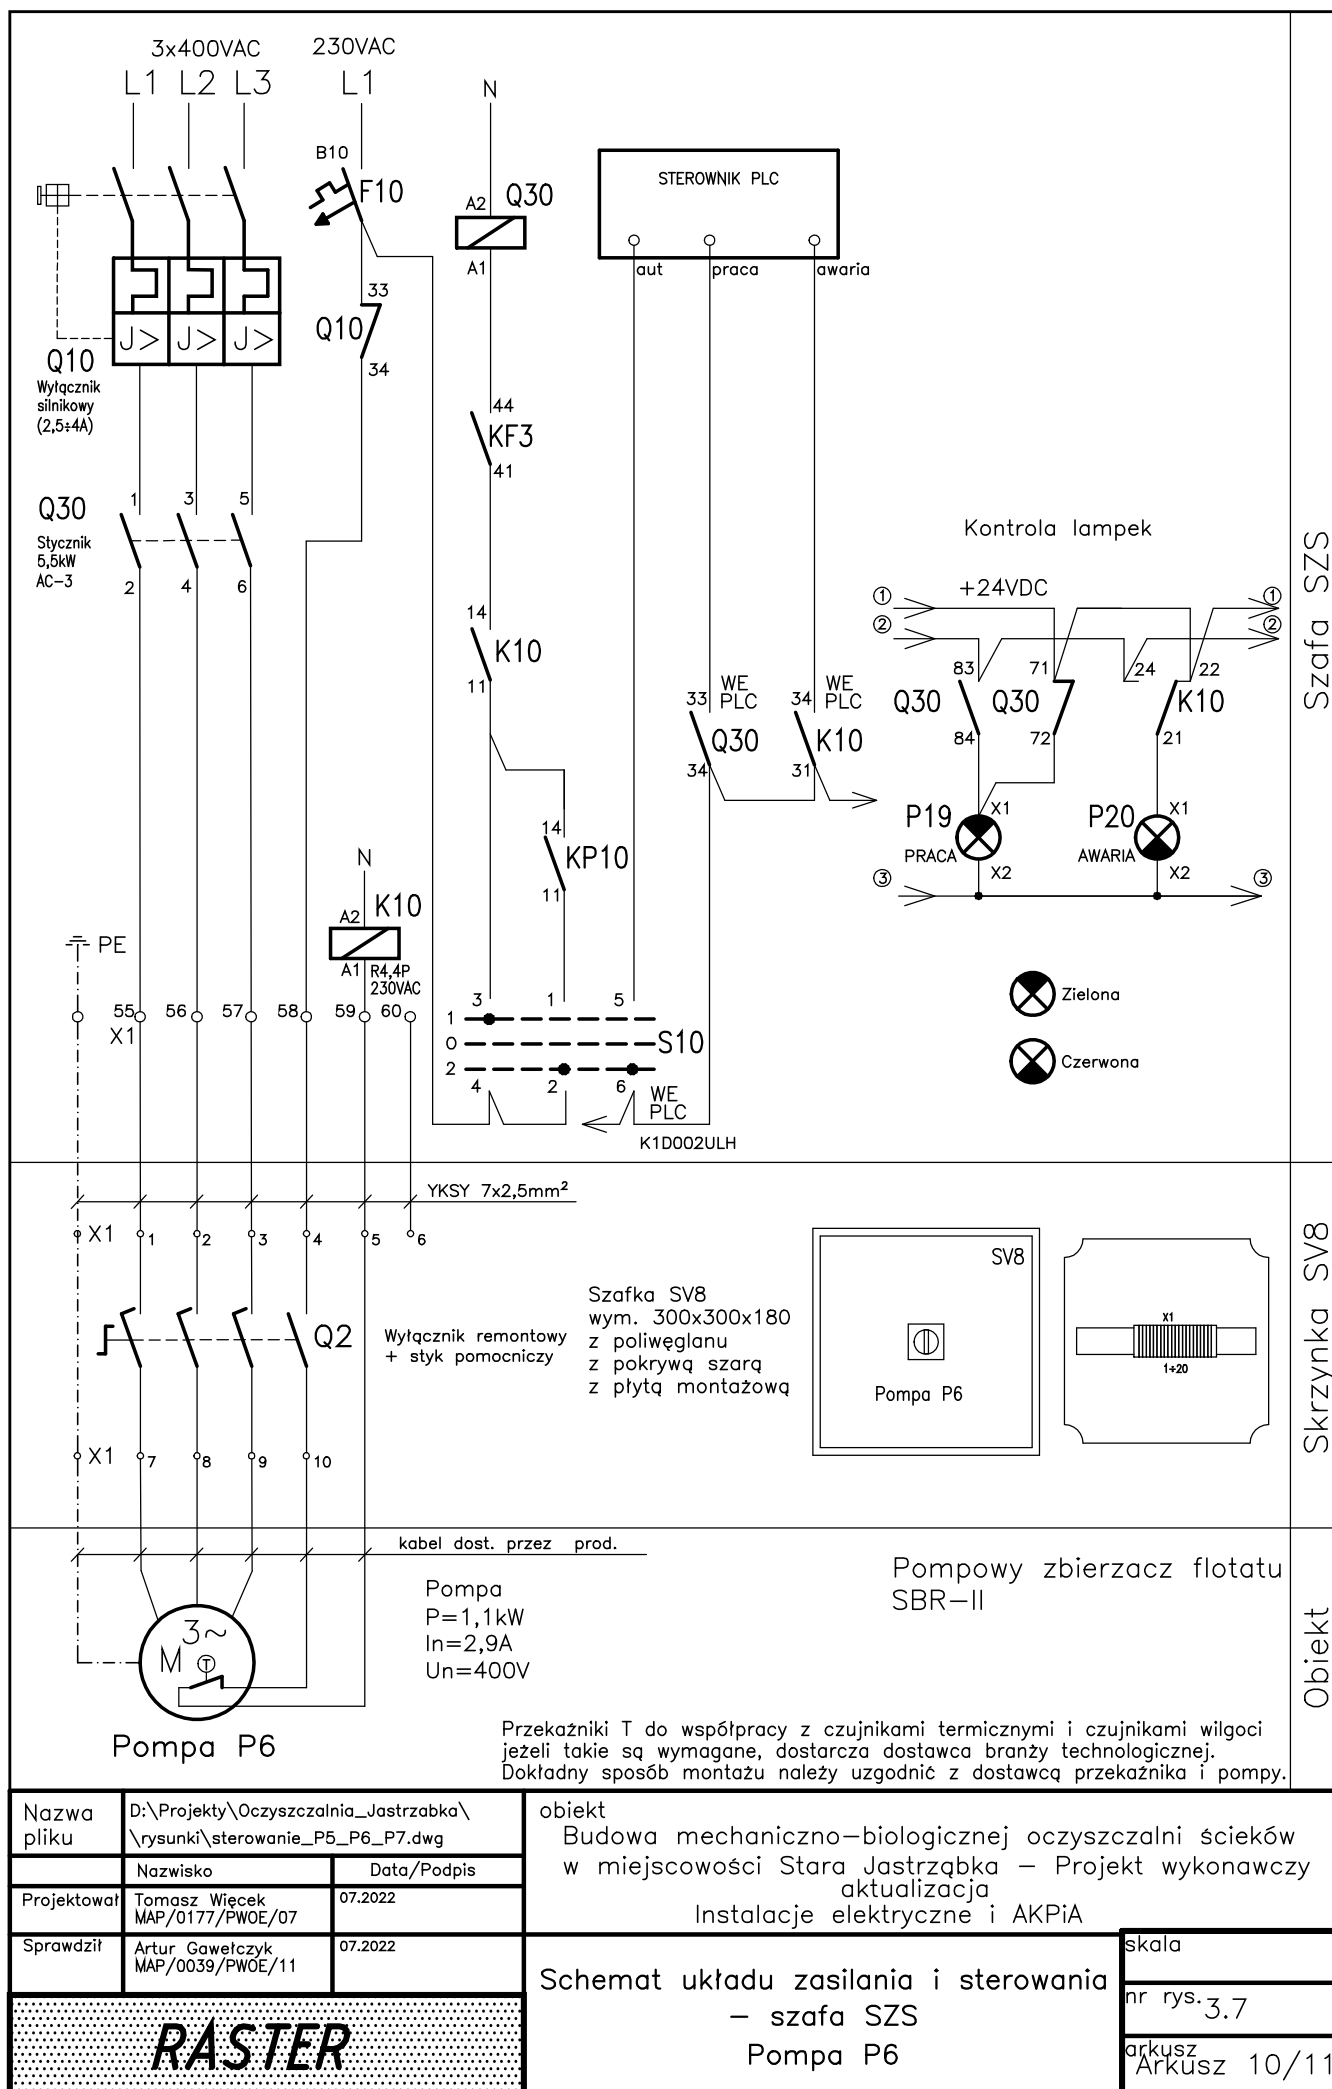 3x400VAC
230VAC
L1 L2 L3
L1
N
B10
F10
A2
Q30
A1
STEROWNIK PLC
aut
praca
awaria
33
Q10
34
J>
J>
J>
Q10
Wyłącznik
silnikowy
(2,5÷4A)
44
KF3
41
Q30
Stycznik
5,5kW
AC-3
1
3
5
2
4
6
Kontrola lampek
+24VDC
1
1
2
2
14
K10
11
83
71
24
22
Q30
Q30
K10
84
72
21
33
WE
PLC
34
WE
PLC
Q30
K10
34
31
P19
X1
PRACA
X2
P20
X1
AWARIA
X2
3
3
14
KP10
11
N
A2
K10
A1
R4,4P
230VAC
PE
Zielona
Czerwona
55
56
57
58
59
60
X1
3
1
5
1
0
2
S10
4
2
6
WE
PLC
K1D002ULH
Szafa SZS
YKSY 7x2,5mm²
X1
1
2
3
4
5
6
Q2
Wyłącznik remontowy
+ styk pomocniczy
Szafka SV8
wym. 300x300x180
z poliwęglanu
z pokrywą szarą
z płytą montażową
SV8
Pompa P6
X1
1÷20
Skrzynka SV8
X1
7
8
9
10
kabel dost. przez prod.
Pompa
P=1,1kW
In=2,9A
Un=400V
Pompowy zbierzacz flotatu
SBR-II
3~
M
T
Pompa P6
Obiekt
Przekaźniki T do współpracy z czujnikami termicznymi i czujnikami wilgoci
jeżeli takie są wymagane, dostarcza dostawca branży technologicznej.
Dokładny sposób montażu należy uzgodnić z dostawcą przekaźnika i pompy.
Nazwa
pliku
D:\Projekty\Oczyszczalnia_Jastrzabka\
\rysunki\sterowanie_P5_P6_P7.dwg
Nazwisko
Data/Podpis
Projektował
Tomasz Więcek
MAP/0177/PWOE/07
07.2022
Sprawdził
Artur Gawełczyk
MAP/0039/PWOE/11
07.2022
RASTER
obiekt
Budowa mechaniczno-biologicznej oczyszczalni ścieków
w miejscowości Stara Jastrząbka - Projekt wykonawczy
aktualizacja
Instalacje elektryczne i AKPiA
Schemat układu zasilania i sterowania
- szafa SZS
Pompa P6
skala
nr rys. 3.7
arkusz
Arkusz 10/11